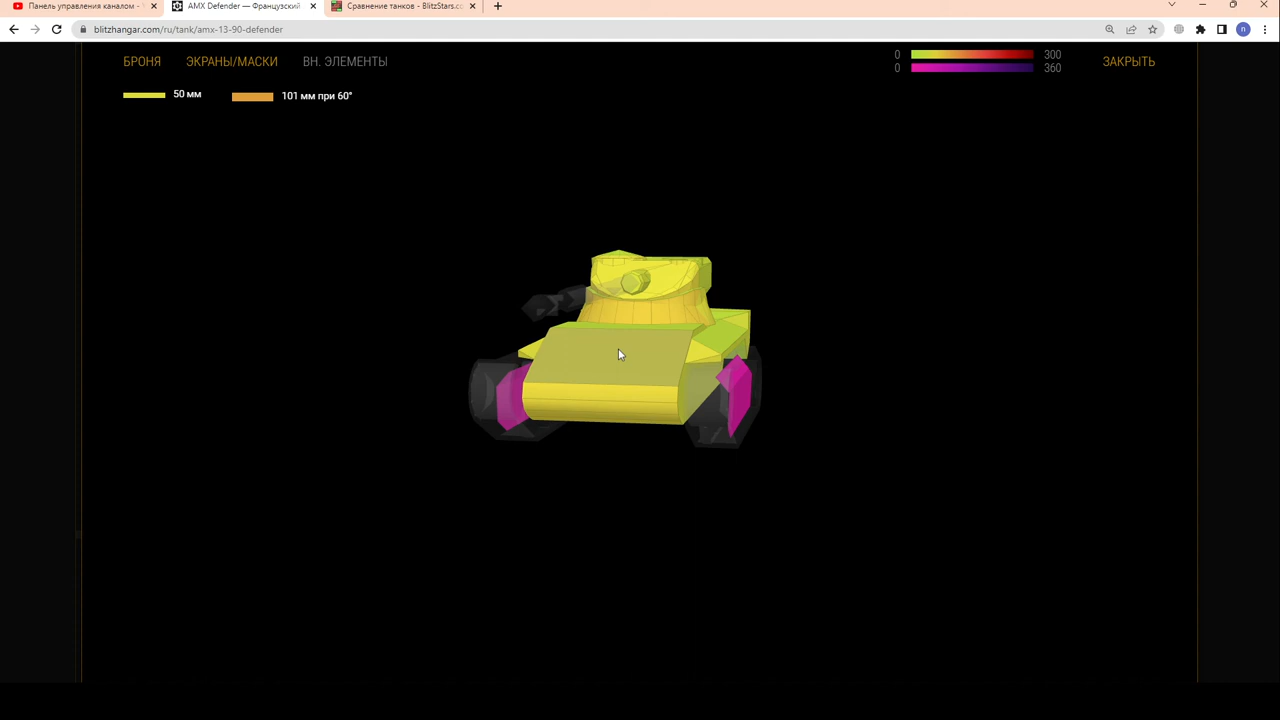 Панель управления каналом -
AMX Defender — Французский
Сравнение танков - BlitzStars.co
blitzhangar.com/ru/tank/amx-13-90-defender
n
БРОНЯ
ЭКРАНЫ/МАСКИ
ВН. ЭЛЕМЕНТЫ
0
300
0
360
ЗАКРЫТЬ
50 мм
101 мм при 60°